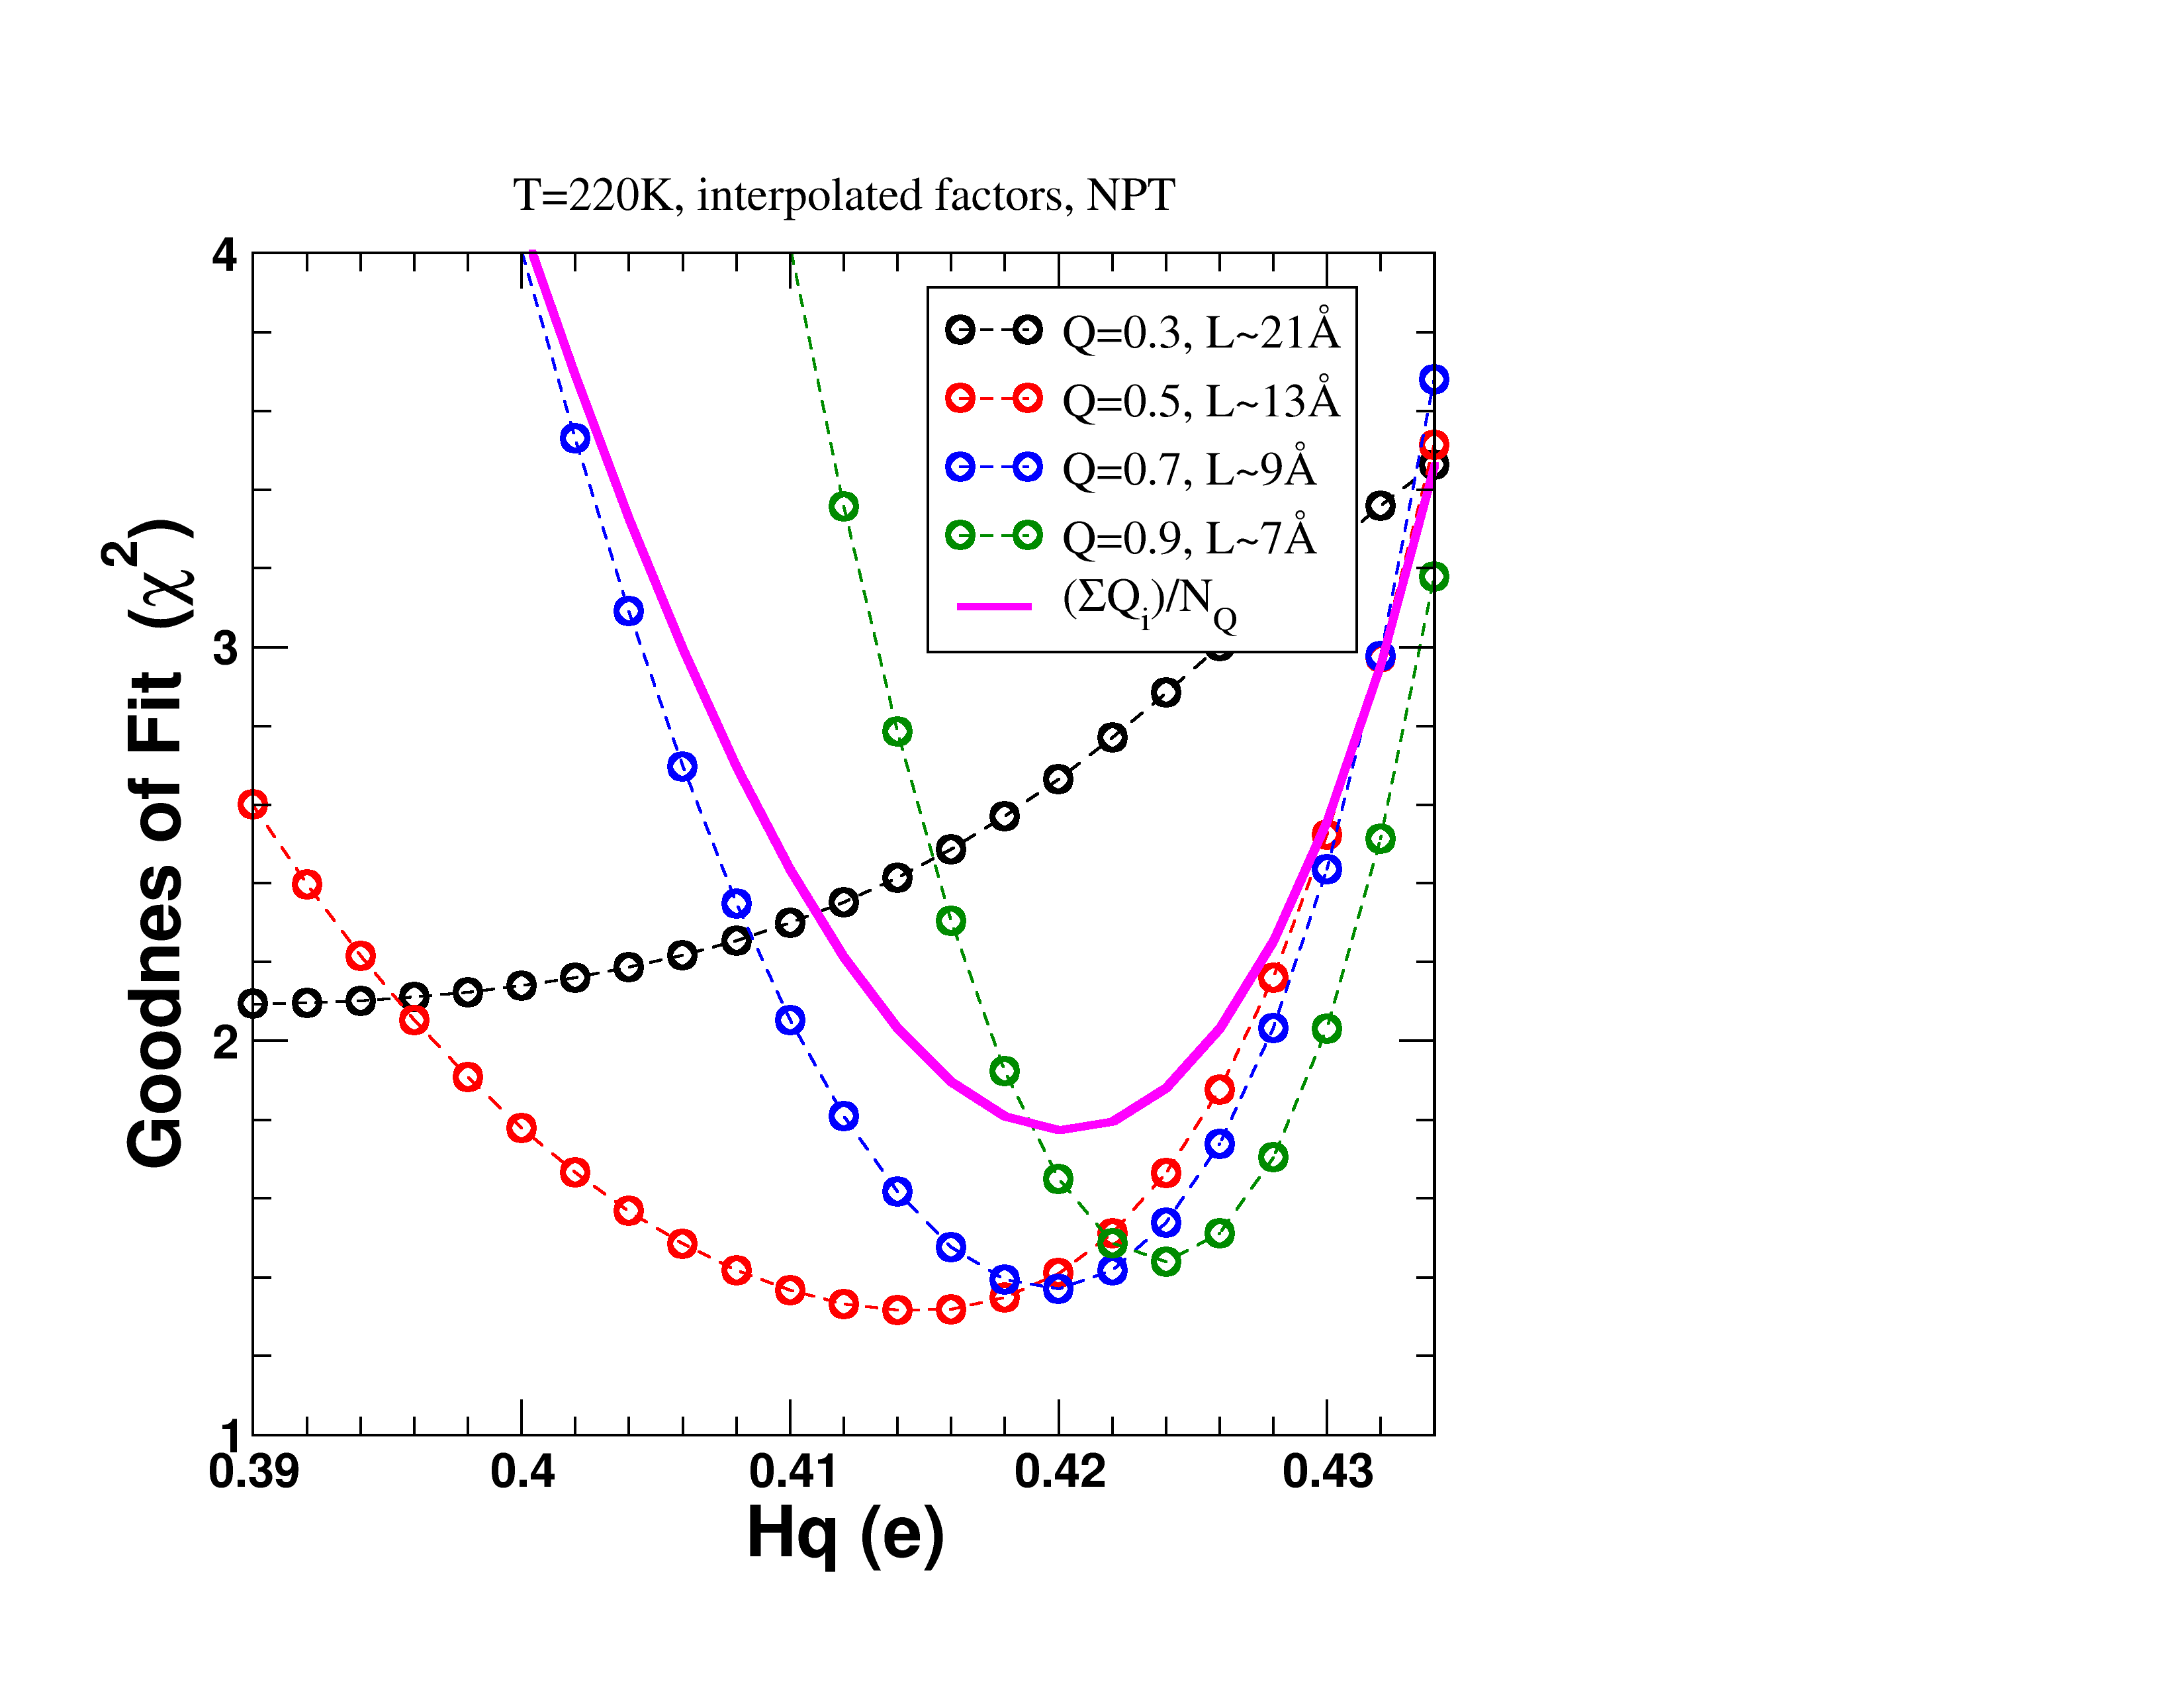 T=220K, interpolated factors, NPT
Goodness of Fit (χ²)
4
3
2
1
Q=0.3, L~21Å
Q=0.5, L~13Å
Q=0.7, L~9Å
Q=0.9, L~7Å
(ΣQi)/NQ
0.39 0.4 0.41 0.42 0.43
Hq (e)